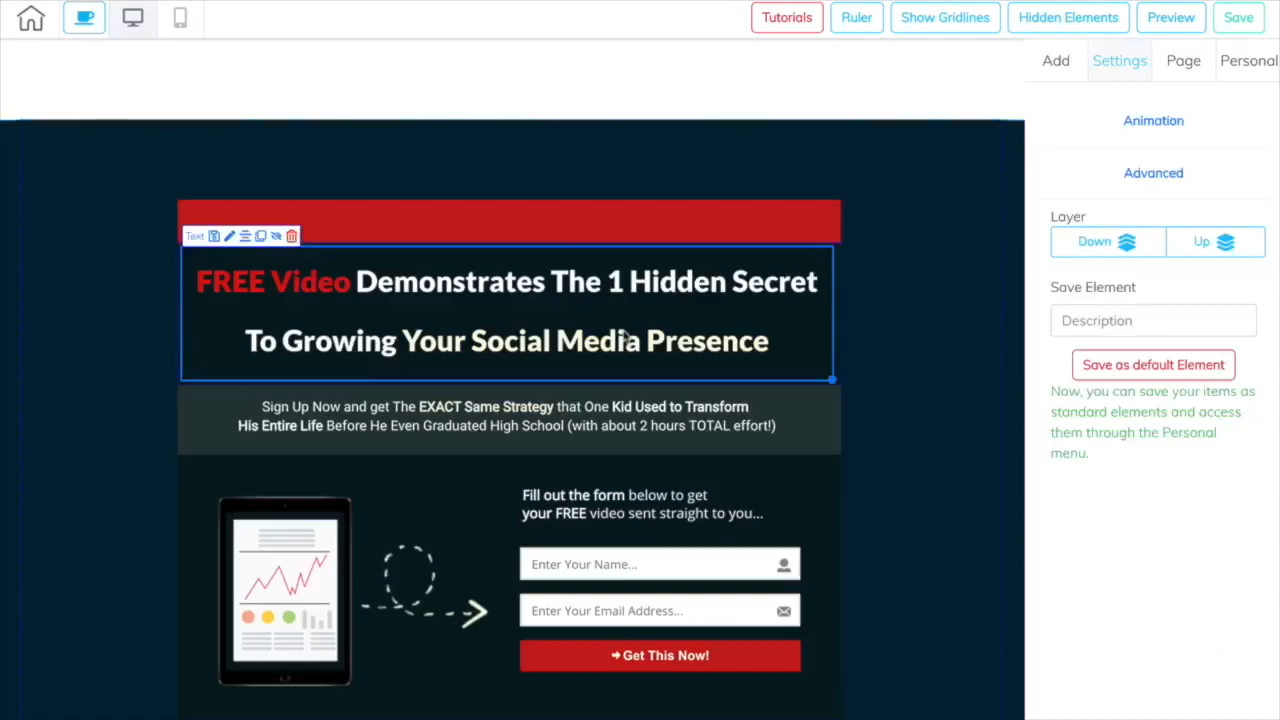 Tutorials Ruler Show Gridlines Hidden Elements Preview Save
Add Settings Page Personal
Animation
Advanced
Layer
Down Up
Save Element
Description
Save as default Element
Now, you can save your items as
standard elements and access
them through the Personal
menu.
Text
FREE Video Demonstrates The 1 Hidden Secret
To Growing Your Social Media Presence
Sign Up Now and get The EXACT Same Strategy that One Kid Used to Transform
His Entire Life Before He Even Graduated High School (with about 2 hours TOTAL effort!)
Fill out the form below to get
your FREE video sent straight to you...
Enter Your Name...
Enter Your Email Address...
Get This Now!